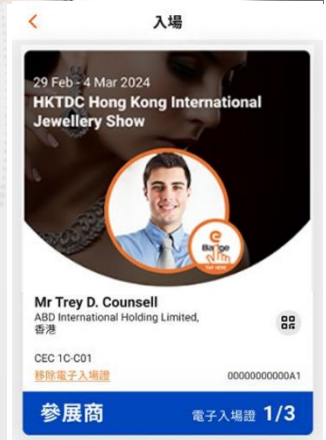 入場
29 Feb - 4 Mar 2024
HKTDC Hong Kong International
Jewellery Show
e
Badge
TAP HERE
Mr Trey D. Counsell
ABD International Holding Limited,
香港
CEC 1C-C01
移除電子入場證
00000000000A1
參展商
電子入場證 1/3